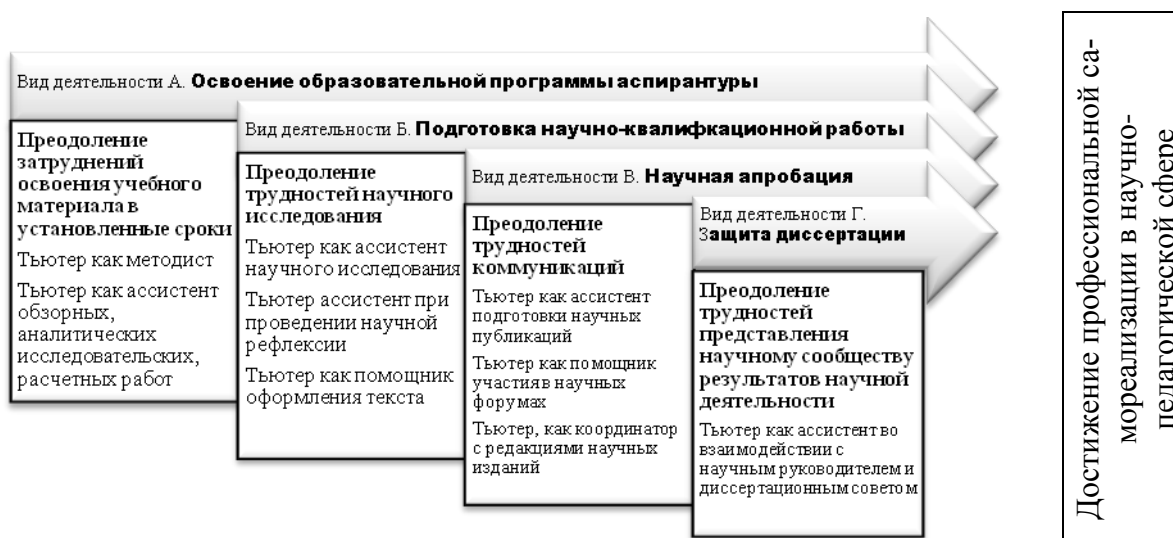 Вид деятельности А. Освоение образовательной программы аспирантуры
Преодоление
затруднений
освоения учебного
материала в
установленные сроки
Тьютер как методист
Тьютер как ассистент
обзорных,
аналитических
исследовательских,
расчетных работ
Вид деятельности Б. Подготовка научно-квалифкационной работы
Преодоление
трудностей научного
исследования
Тьютер как ассистент
научного исследования
Тьютер ассистент при
проведении научной
рефлексии
Тьютер как помощник
оформления текста
Вид деятельности В. Научная апробация
Преодоление
трудностей
коммуникаций
Тьютер как ассистент
подготовки научных
публикаций
Тьютер как помощник
участия в научных
форумах
Тьютер, как координатор
с редакциями научных
изданий
Вид деятельности Г.
Защита диссертации
Преодоление
трудностей
представления
научному сообществу
результатов научной
деятельности
Тьютер как ассистент во
взаимодействии с
научным руководителем и
диссертационным советом
Достижение профессиональной са-
мореализации в научно-
педагогической сфере